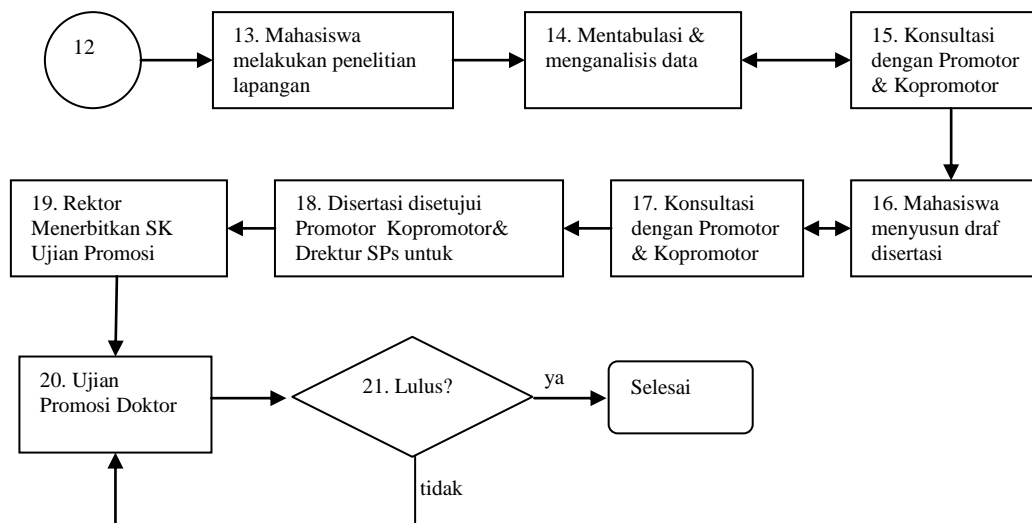 12
13. Mahasiswa
melakukan penelitian
lapangan
14. Mentabulasi &
menganalisis data
15. Konsultasi
dengan Promotor
& Kopromotor
16. Mahasiswa
menyusun draf
disertasi
17. Konsultasi
dengan Promotor
& Kopromotor
18. Disertasi disetujui
Promotor Kopromotor&
Drektur SPs untuk
19. Rektor
Menerbitkan SK
Ujian Promosi
20. Ujian
Promosi Doktor
21. Lulus?
ya
Selesai
tidak